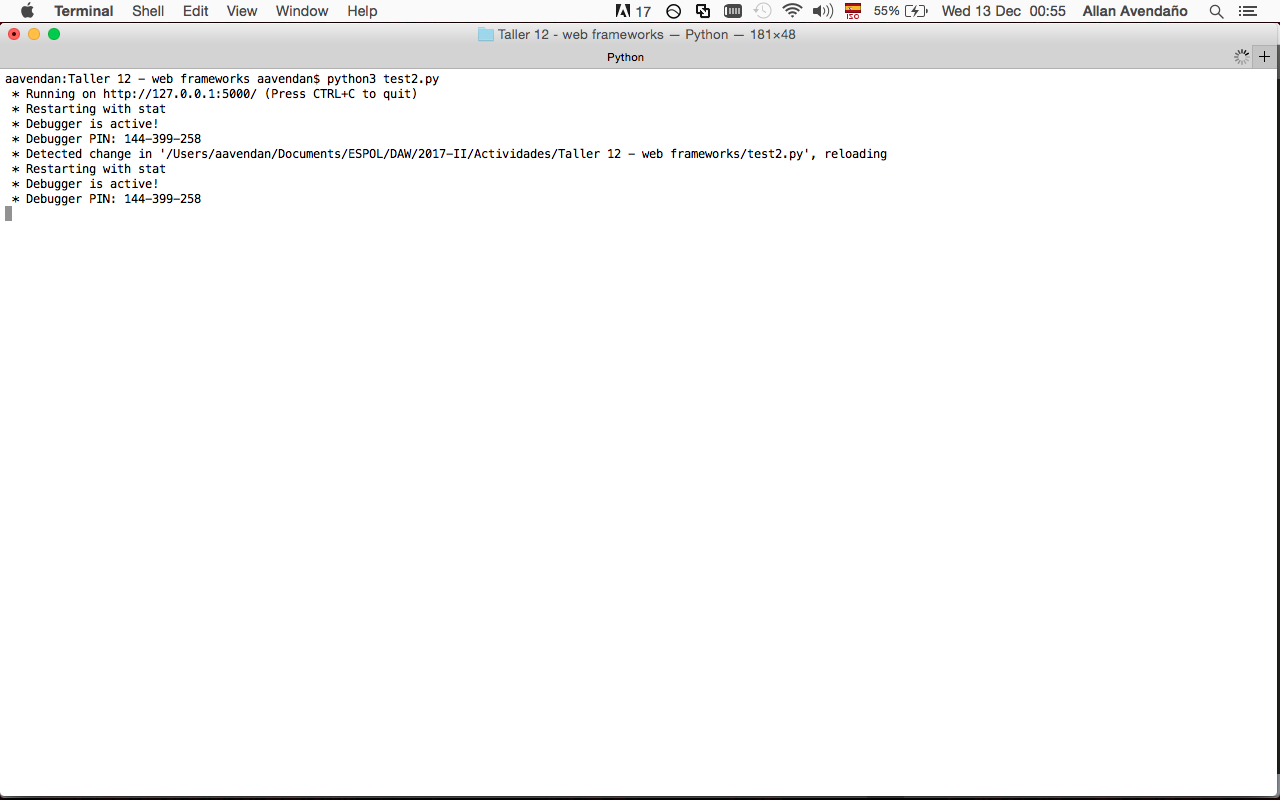 Terminal Shell Edit View Window Help 17 ISO 55% Wed 13 Dec 00:55 Allan Avendaño
Taller 12 - web frameworks — Python — 181×48
Python
aavendan:Taller 12 - web frameworks aavendan$ python3 test2.py
* Running on http://127.0.0.1:5000/ (Press CTRL+C to quit)
* Restarting with stat
* Debugger is active!
* Debugger PIN: 144-399-258
* Detected change in '/Users/aavendan/Documents/ESPOL/DAW/2017-II/Actividades/Taller 12 - web frameworks/test2.py', reloading
* Restarting with stat
* Debugger is active!
* Debugger PIN: 144-399-258